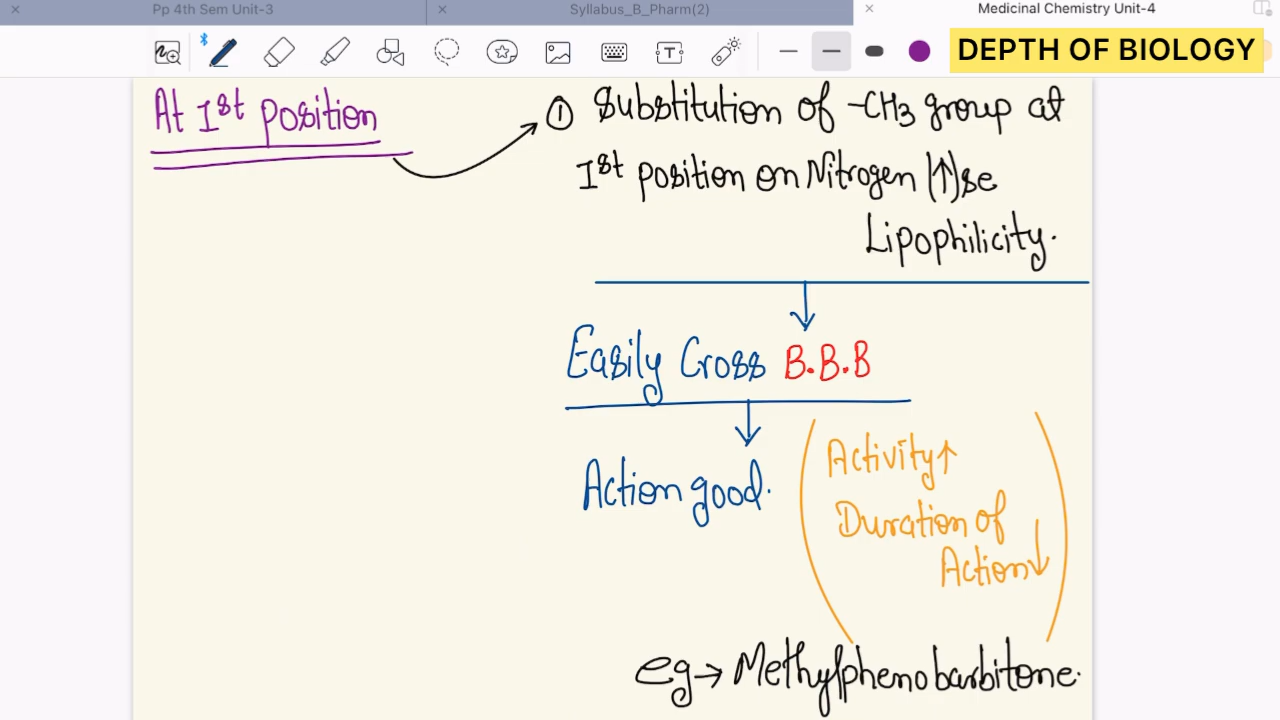 Pp 4th Sem Unit-3
Syllabus_B_Pharm(2)
Medicinal Chemistry Unit-4
DEPTH OF BIOLOGY
At 1st position
① Substitution of -CH3 group at
1st position on Nitrogen (↑)se
Lipophilicity.
Easily Cross B.B.B
Action good.
Activity↑
Duration of
Action↓
eg→ Methylphenobarbitone.